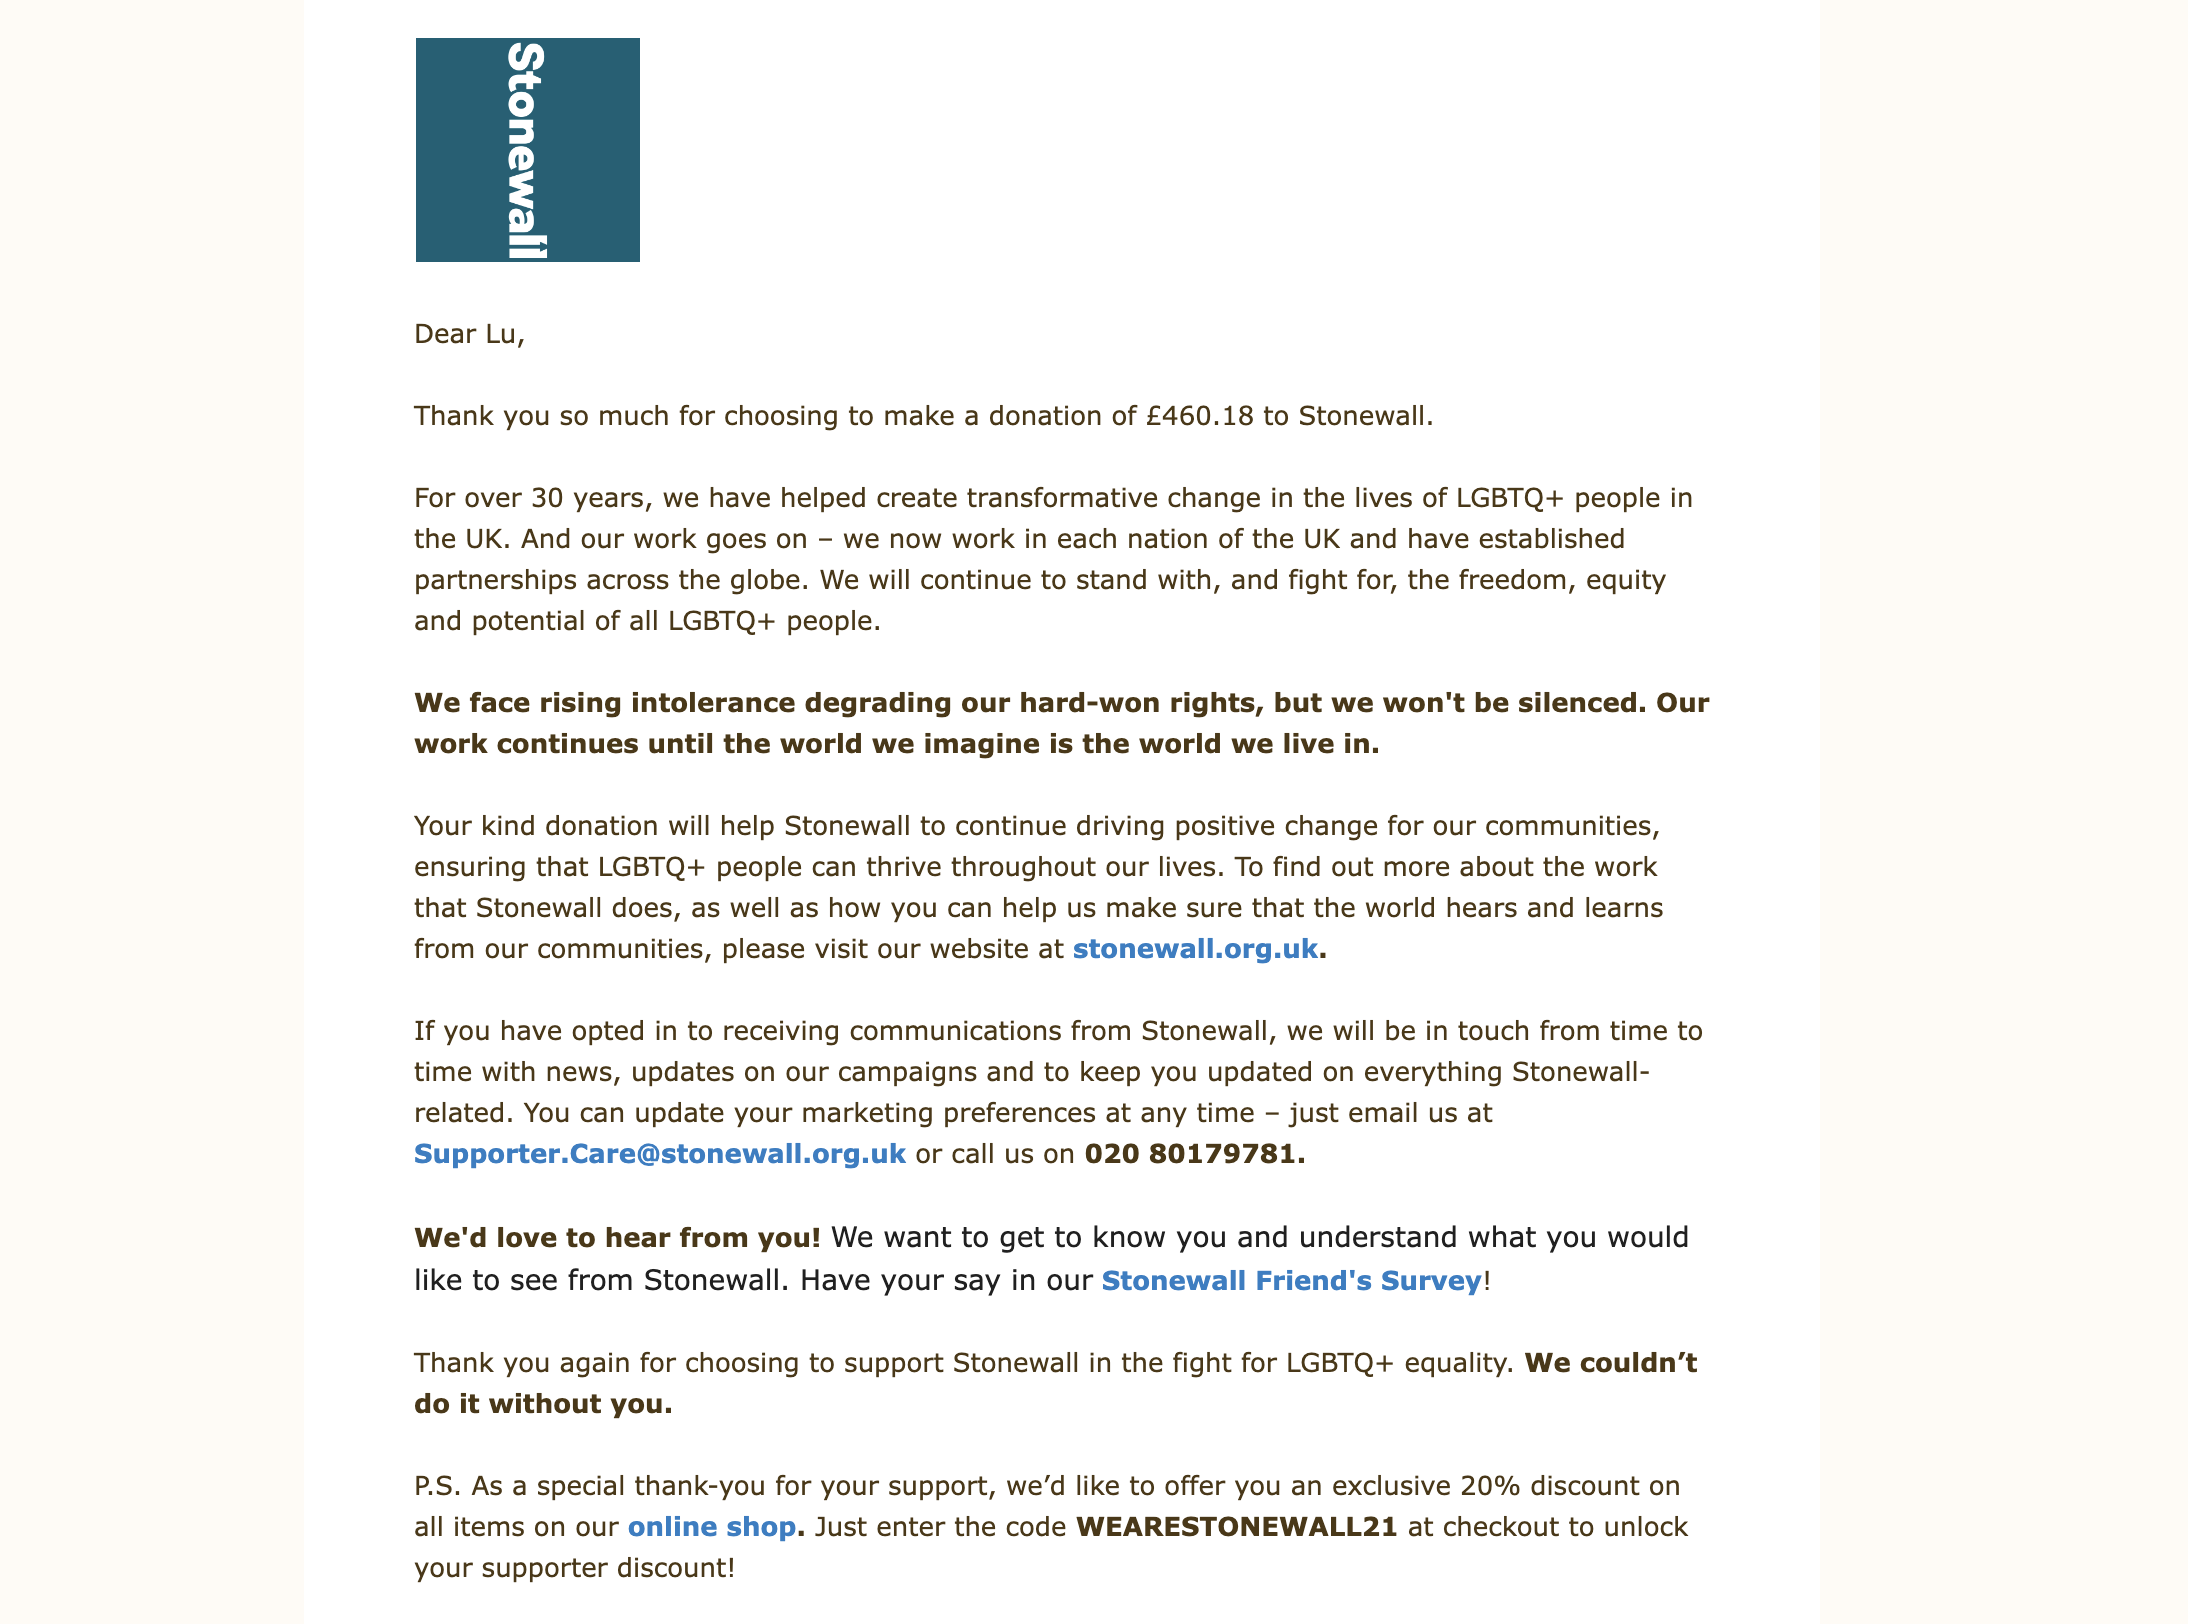 Stonewall
Dear Lu,
Thank you so much for choosing to make a donation of £460.18 to Stonewall.
For over 30 years, we have helped create transformative change in the lives of LGBTQ+ people in
the UK. And our work goes on – we now work in each nation of the UK and have established
partnerships across the globe. We will continue to stand with, and fight for, the freedom, equity
and potential of all LGBTQ+ people.
We face rising intolerance degrading our hard-won rights, but we won't be silenced. Our
work continues until the world we imagine is the world we live in.
Your kind donation will help Stonewall to continue driving positive change for our communities,
ensuring that LGBTQ+ people can thrive throughout our lives. To find out more about the work
that Stonewall does, as well as how you can help us make sure that the world hears and learns
from our communities, please visit our website at stonewall.org.uk.
If you have opted in to receiving communications from Stonewall, we will be in touch from time to
time with news, updates on our campaigns and to keep you updated on everything Stonewall-
related. You can update your marketing preferences at any time – just email us at
Supporter.Care@stonewall.org.uk or call us on 020 80179781.
We'd love to hear from you! We want to get to know you and understand what you would
like to see from Stonewall. Have your say in our Stonewall Friend's Survey!
Thank you again for choosing to support Stonewall in the fight for LGBTQ+ equality. We couldn’t
do it without you.
P.S. As a special thank-you for your support, we’d like to offer you an exclusive 20% discount on
all items on our online shop. Just enter the code WEARESTONEWALL21 at checkout to unlock
your supporter discount!